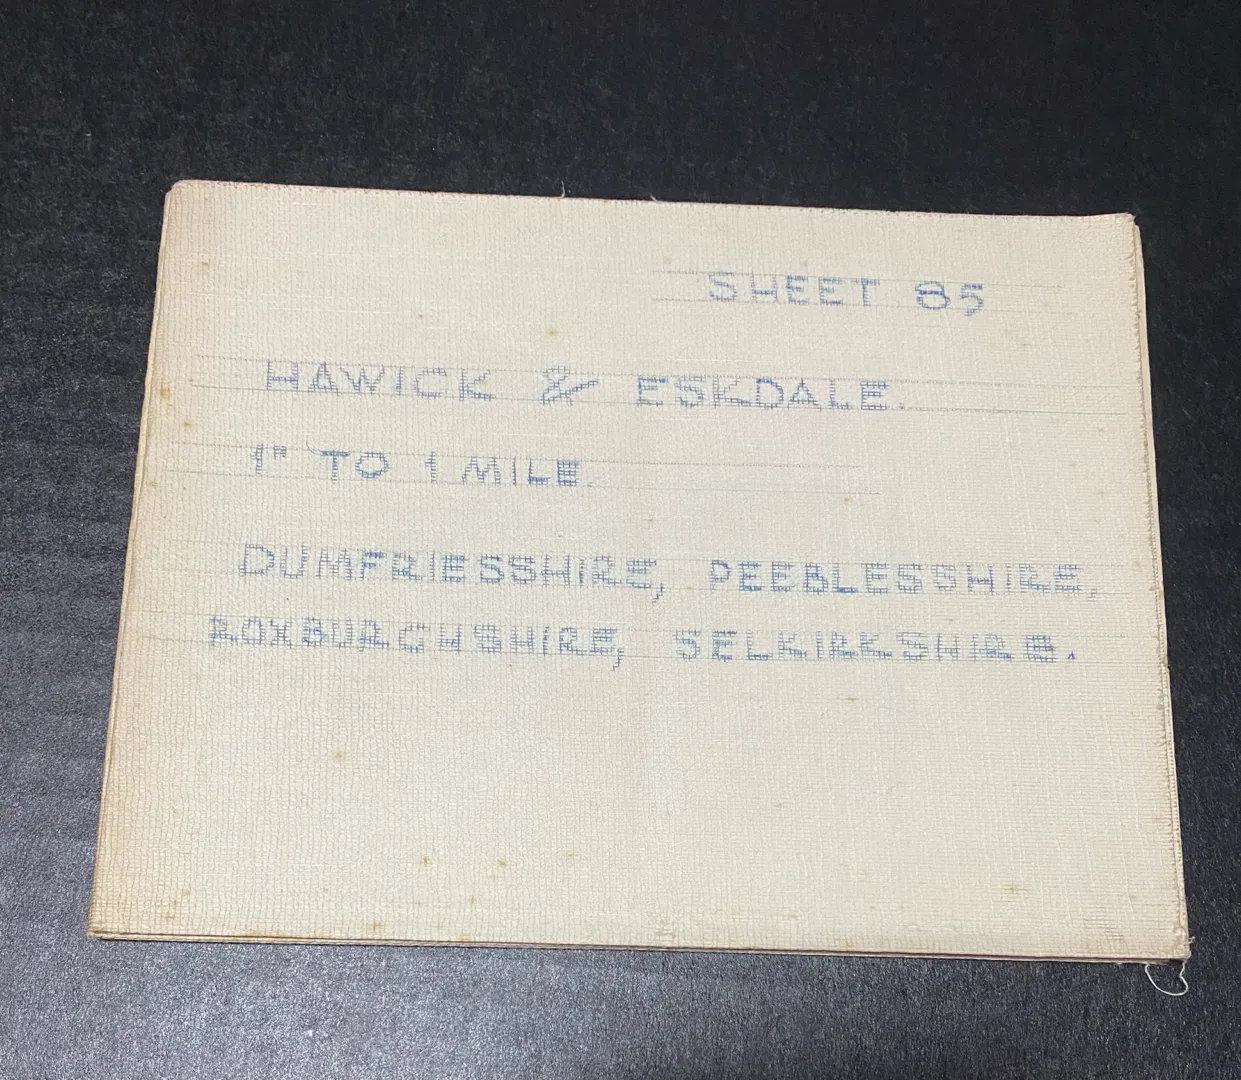 SHEET 85
HAWICK & ESKDALE.
1" TO 1 MILE.
DUMFRIESSHIRE, PEEBLESSHIRE,
ROXBURGHSHIRE, SELKIRKSHIRE.